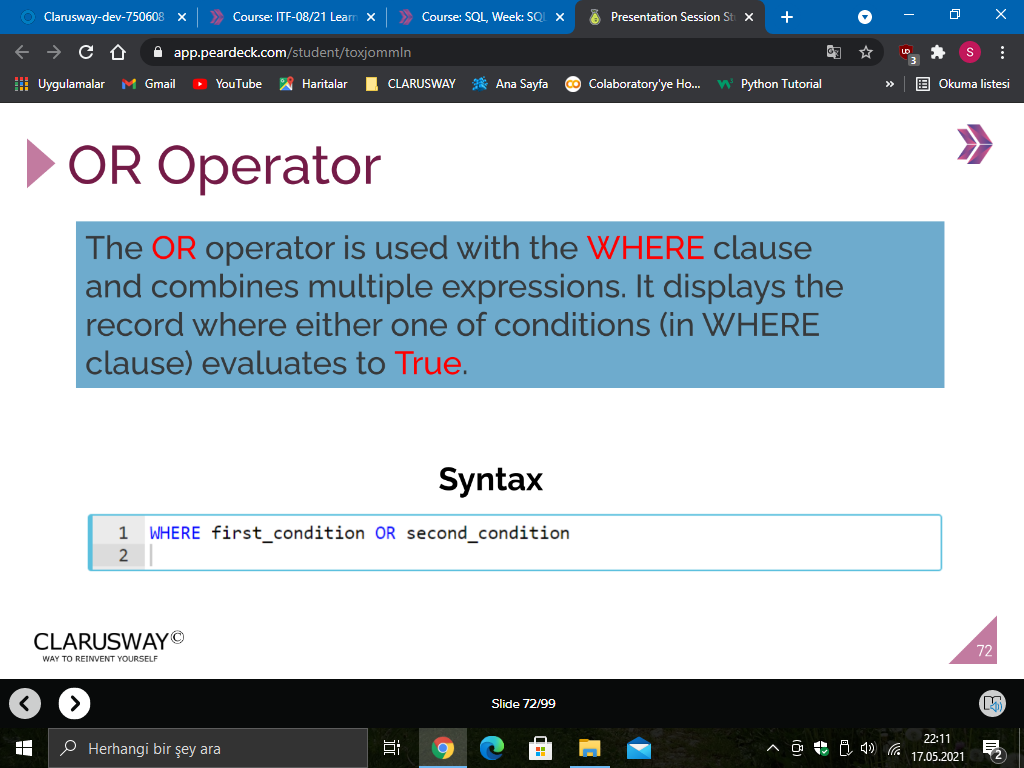 Clarusway-dev-750608
Course: ITF-08/21 Learn
Course: SQL, Week: SQL
Presentation Session St
app.peardeck.com/student/toxjommln
3
S
Uygulamalar
Gmail
YouTube
Haritalar
CLARUSWAY
Ana Sayfa
Colaboratory'ye Ho...
Python Tutorial
»
Okuma listesi
OR Operator
The OR operator is used with the WHERE clause
and combines multiple expressions. It displays the
record where either one of conditions (in WHERE
clause) evaluates to True.
Syntax
1 WHERE first_condition OR second_condition
2
CLARUSWAY©
WAY TO REINVENT YOURSELF
72
Slide 72/99
Herhangi bir şey ara
22:11
17.05.2021
2